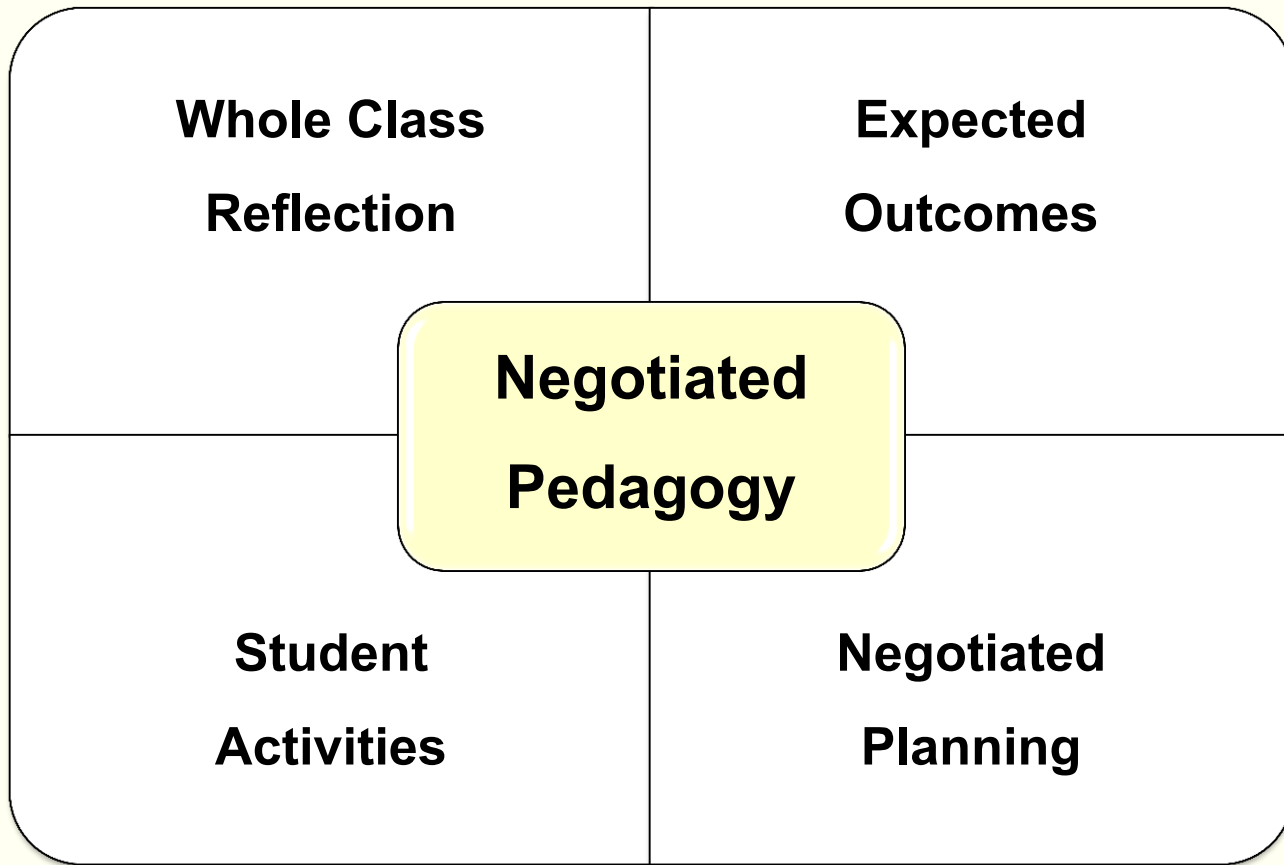 Whole Class
Reflection
Expected
Outcomes
Negotiated
Pedagogy
Student
Activities
Negotiated
Planning